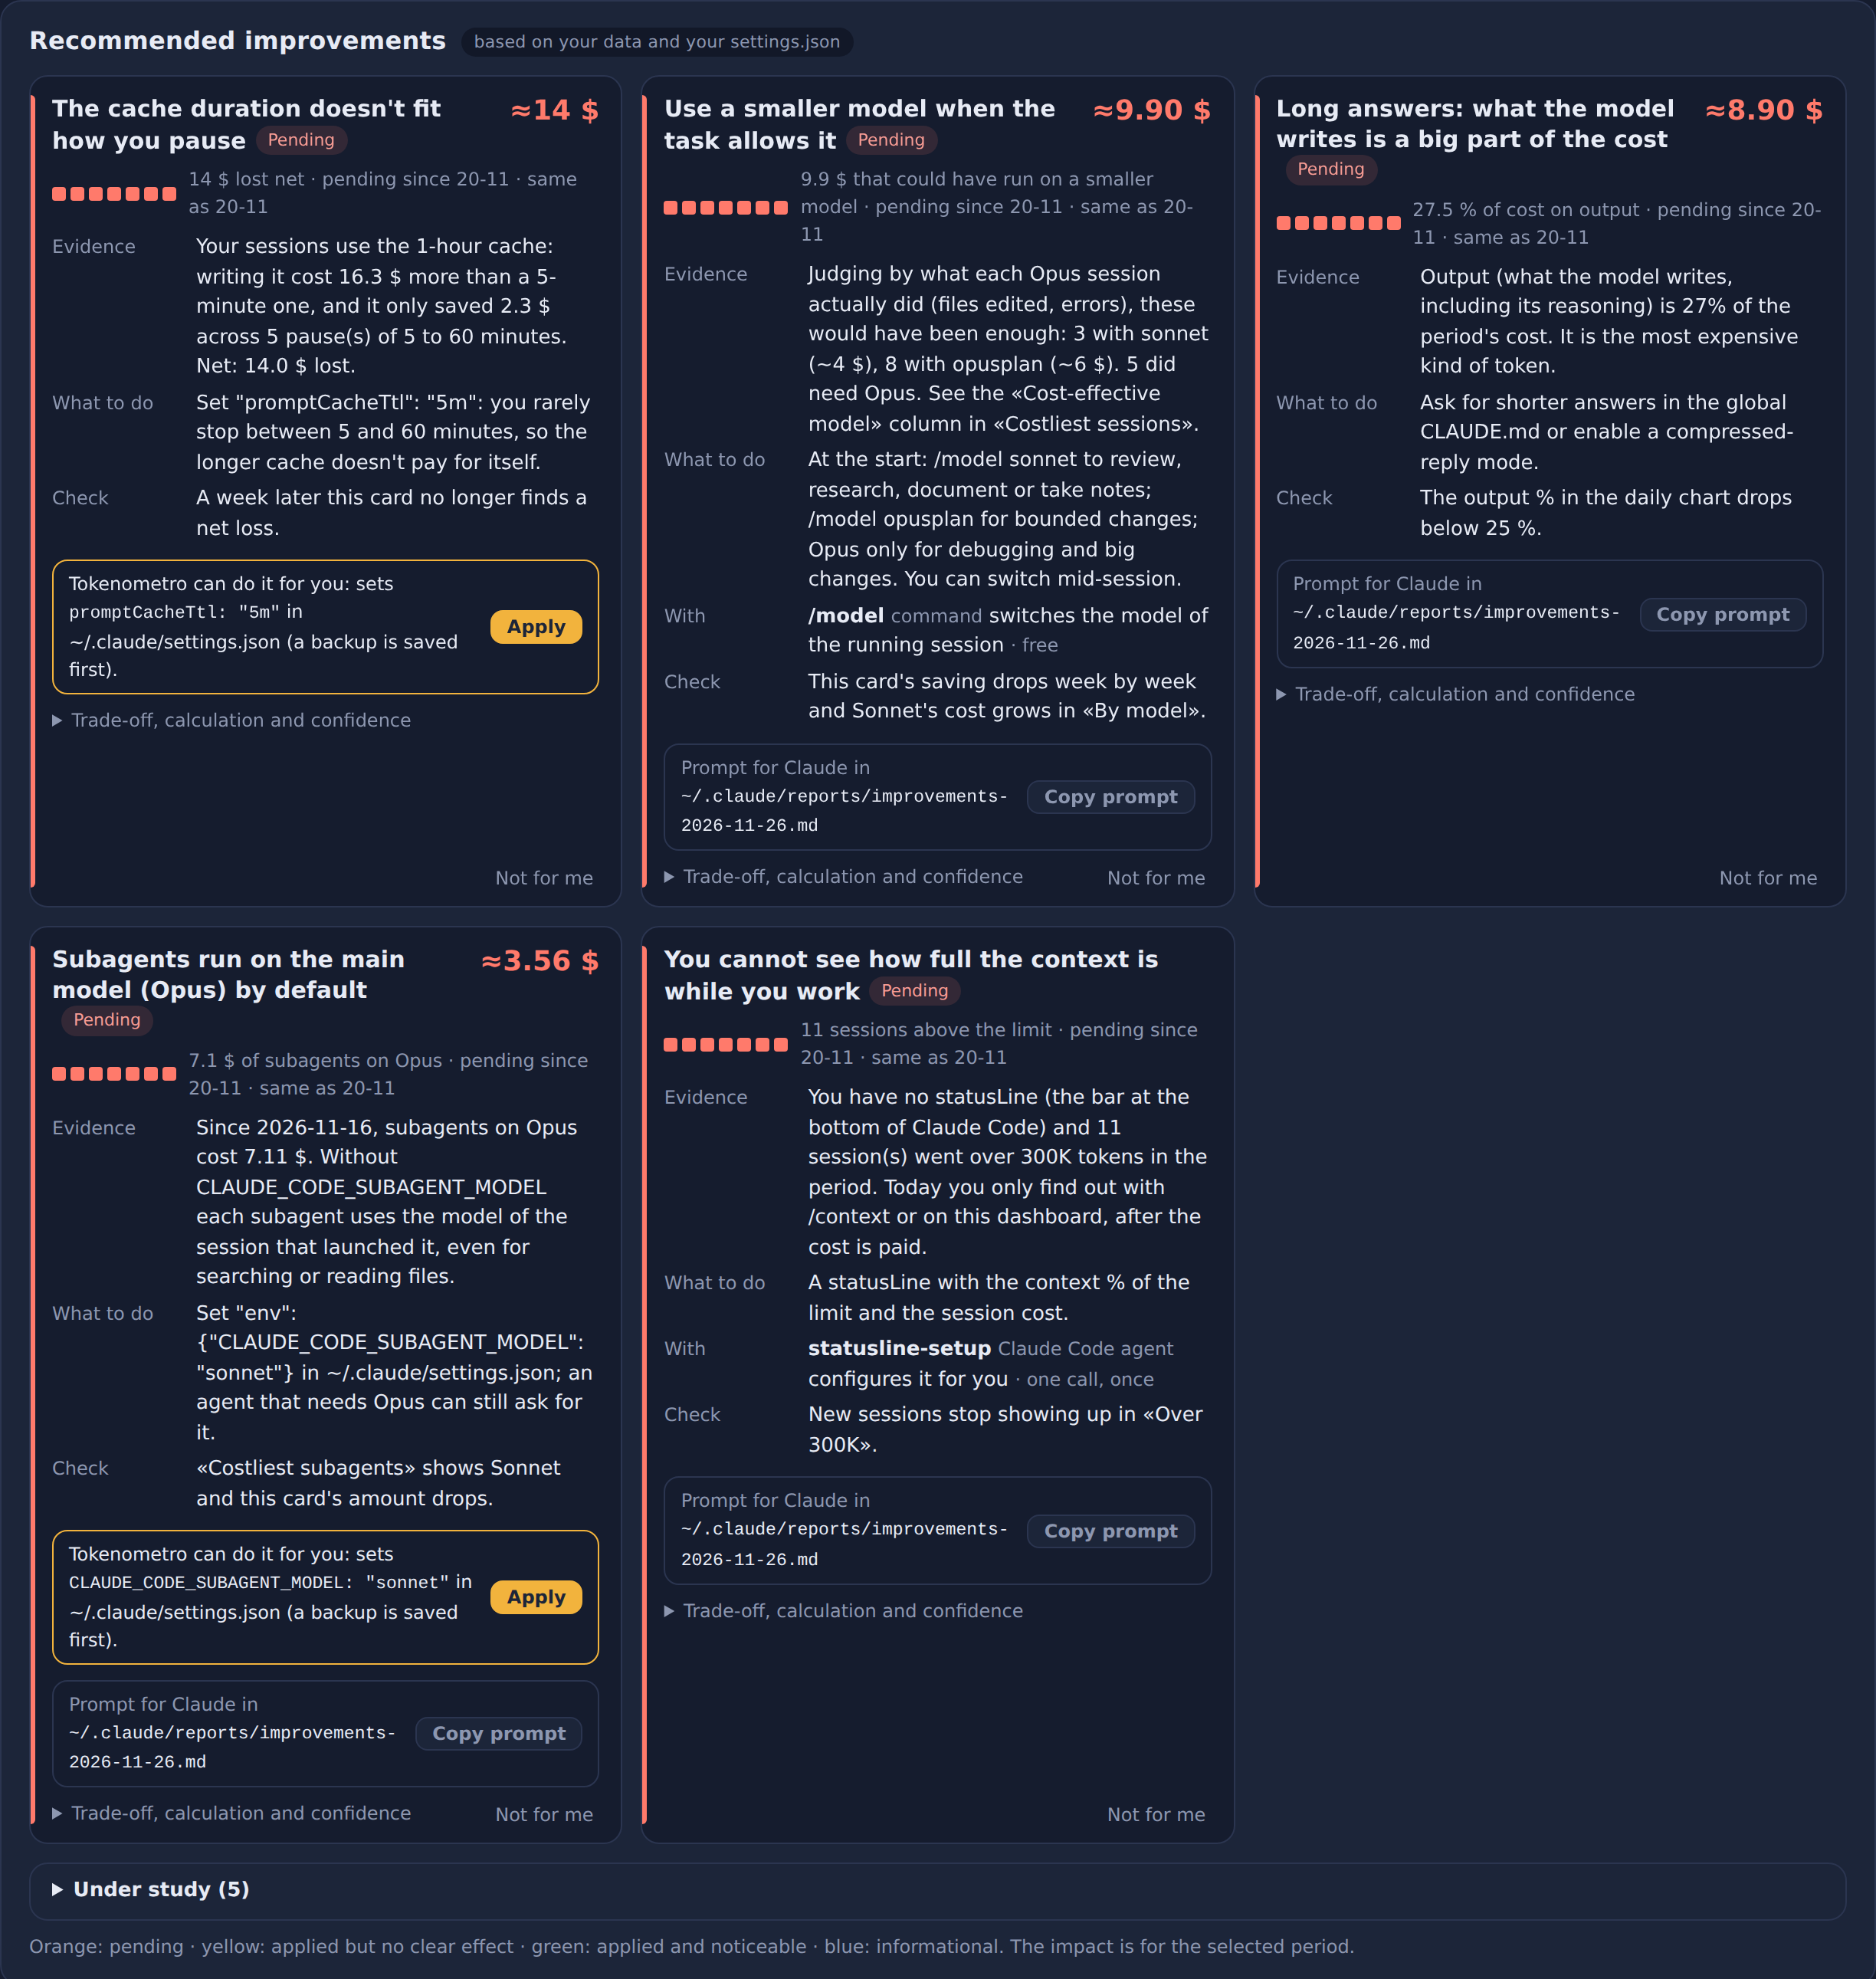 Recommended improvements based on your data and your settings.json
The cache duration doesn't fit
how you pause Pending
≈14 $
14 $ lost net · pending since 20-11 · same
as 20-11
Evidence
Your sessions use the 1-hour cache:
writing it cost 16.3 $ more than a 5-
minute one, and it only saved 2.3 $
across 5 pause(s) of 5 to 60 minutes.
Net: 14.0 $ lost.
What to do
Set "promptCacheTtl": "5m": you rarely
stop between 5 and 60 minutes, so the
longer cache doesn't pay for itself.
Check
A week later this card no longer finds a
net loss.
Tokenometro can do it for you: sets
promptCacheTtl: "5m" in
~/.claude/settings.json (a backup is saved
first).
Apply
▶ Trade-off, calculation and confidence
Not for me
Use a smaller model when the
task allows it Pending
≈9.90 $
9.9 $ that could have run on a smaller
model · pending since 20-11 · same as 20-
11
Evidence
Judging by what each Opus session
actually did (files edited, errors), these
would have been enough: 3 with sonnet
(~4 $), 8 with opusplan (~6 $). 5 did
need Opus. See the «Cost-effective
model» column in «Costliest sessions».
What to do
At the start: /model sonnet to review,
research, document or take notes;
/model opusplan for bounded changes;
Opus only for debugging and big
changes. You can switch mid-session.
With
/model command switches the model of
the running session · free
Check
This card's saving drops week by week
and Sonnet's cost grows in «By model».
Prompt for Claude in
~/.claude/reports/improvements-
2026-11-26.md
Copy prompt
▶ Trade-off, calculation and confidence
Not for me
Long answers: what the model
writes is a big part of the cost
Pending
≈8.90 $
27.5 % of cost on output · pending since 20-
11 · same as 20-11
Evidence
Output (what the model writes,
including its reasoning) is 27% of the
period's cost. It is the most expensive
kind of token.
What to do
Ask for shorter answers in the global
CLAUDE.md or enable a compressed-
reply mode.
Check
The output % in the daily chart drops
below 25 %.
Prompt for Claude in
~/.claude/reports/improvements-
2026-11-26.md
Copy prompt
▶ Trade-off, calculation and confidence
Not for me
Subagents run on the main
model (Opus) by default
Pending
≈3.56 $
7.1 $ of subagents on Opus · pending since
20-11 · same as 20-11
Evidence
Since 2026-11-16, subagents on Opus
cost 7.11 $. Without
CLAUDE_CODE_SUBAGENT_MODEL
each subagent uses the model of the
session that launched it, even for
searching or reading files.
What to do
Set "env":
{"CLAUDE_CODE_SUBAGENT_MODEL":
"sonnet"} in ~/.claude/settings.json; an
agent that needs Opus can still ask for
it.
Check
«Costliest subagents» shows Sonnet
and this card's amount drops.
Tokenometro can do it for you: sets
CLAUDE_CODE_SUBAGENT_MODEL: "sonnet" in
~/.claude/settings.json (a backup is saved
first).
Apply
Prompt for Claude in
~/.claude/reports/improvements-
2026-11-26.md
Copy prompt
▶ Trade-off, calculation and confidence
Not for me
You cannot see how full the context is
while you work Pending
11 sessions above the limit · pending since
20-11 · same as 20-11
Evidence
You have no statusLine (the bar at the
bottom of Claude Code) and 11
session(s) went over 300K tokens in the
period. Today you only find out with
/context or on this dashboard, after the
cost is paid.
What to do
A statusLine with the context % of the
limit and the session cost.
With
statusline-setup Claude Code agent
configures it for you · one call, once
Check
New sessions stop showing up in «Over
300K».
Prompt for Claude in
~/.claude/reports/improvements-
2026-11-26.md
Copy prompt
▶ Trade-off, calculation and confidence
Not for me
▶ Under study (5)
Orange: pending · yellow: applied but no clear effect · green: applied and noticeable · blue: informational. The impact is for the selected period.